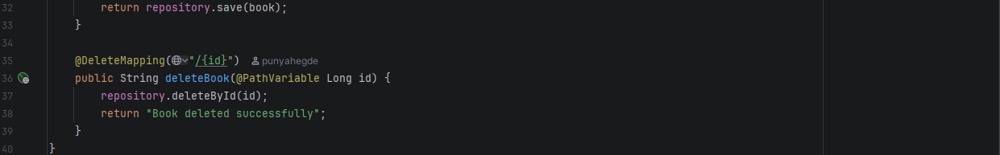 32 return repository.save(book);
33 }
34
35 @DeleteMapping("/{id}") punyahegde
36 public String deleteBook(@PathVariable Long id) {
37 repository.deleteById(id);
38 return "Book deleted successfully";
39 }
40 }